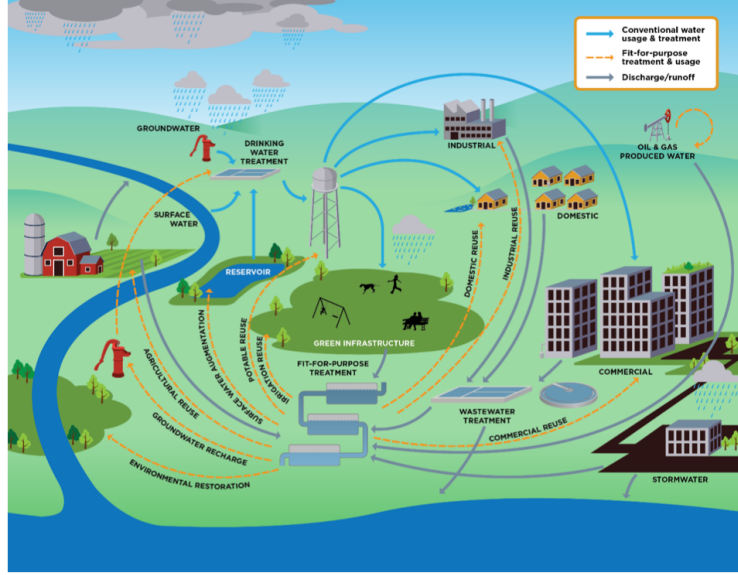 Conventional water
usage & treatment
Fit-for-purpose
treatment & usage
Discharge/runoff
GROUNDWATER
DRINKING
WATER
TREATMENT
INDUSTRIAL
OIL & GAS
PRODUCED WATER
SURFACE
WATER
DOMESTIC
RESERVOIR
DOMESTIC REUSE
INDUSTRIAL REUSE
GREEN INFRASTRUCTURE
FIT-FOR-PURPOSE
TREATMENT
COMMERCIAL
AGRICULTURAL REUSE
SURFACE WATER AUGMENTATION
POTABLE REUSE
IRRIGATION REUSE
WASTEWATER
TREATMENT
COMMERCIAL REUSE
GROUNDWATER RECHARGE
ENVIRONMENTAL RESTORATION
STORMWATER